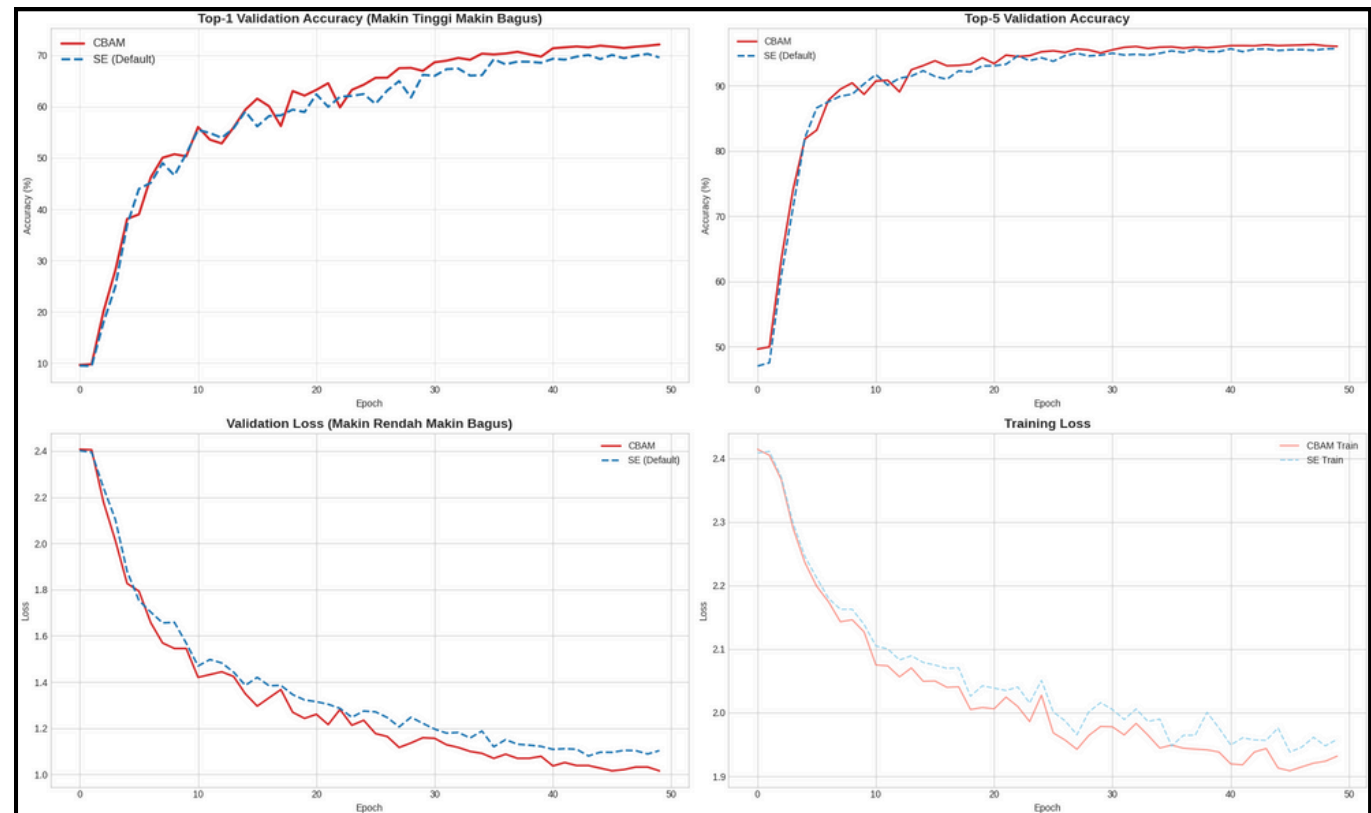 Top-1 Validation Accuracy (Makin Tinggi Makin Bagus)
CBAM
SE (Default)
Accuracy (%)
70
60
50
40
30
20
10
0 10 20 30 40 50
Epoch
Top-5 Validation Accuracy
CBAM
SE (Default)
Accuracy (%)
90
80
70
60
50
0 10 20 30 40 50
Epoch
Validation Loss (Makin Rendah Makin Bagus)
CBAM
SE (Default)
Loss
2.4
2.2
2.0
1.8
1.6
1.4
1.2
1.0
0 10 20 30 40 50
Epoch
Training Loss
CBAM Train
SE Train
Loss
2.4
2.3
2.2
2.1
2.0
1.9
0 10 20 30 40 50
Epoch